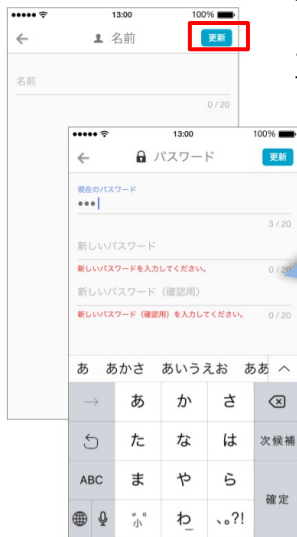 13:00
100%
名前
更新
名前
0 / 20
13:00
100%
パスワード
更新
現在のパスワード
3 / 20
新しいパスワード
新しいパスワードを入力してください。
0 / 20
新しいパスワード（確認用）
新しいパスワード（確認用）を入力してください。
0 / 20
あ あかさ あいうえお ああ
→ あ か さ
た な は 次候補
ABC ま や ら
小 わ 、。?! 確定